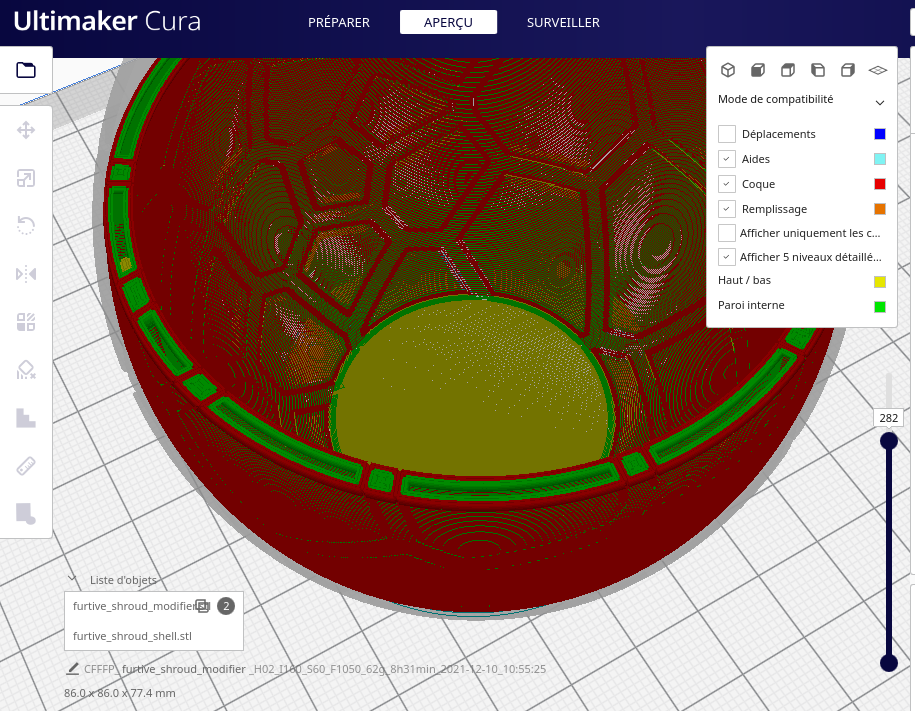 Ultimaker Cura
PRÉPARER
APERÇU
SURVEILLER
Mode de compatibilité
Déplacements
Aides
Coque
Remplissage
Afficher uniquement les c...
Afficher 5 niveaux détaillé...
Haut / bas
Paroi interne
282
Liste d'objets
furtive_shroud_modifier
2
furtive_shroud_shell.stl
CFFFP_ furtive_shroud_modifier _H02_I160_S60_F1050_62g_8h31min_2021-12-10_10:55:25
86.0 x 86.0 x 77.4 mm